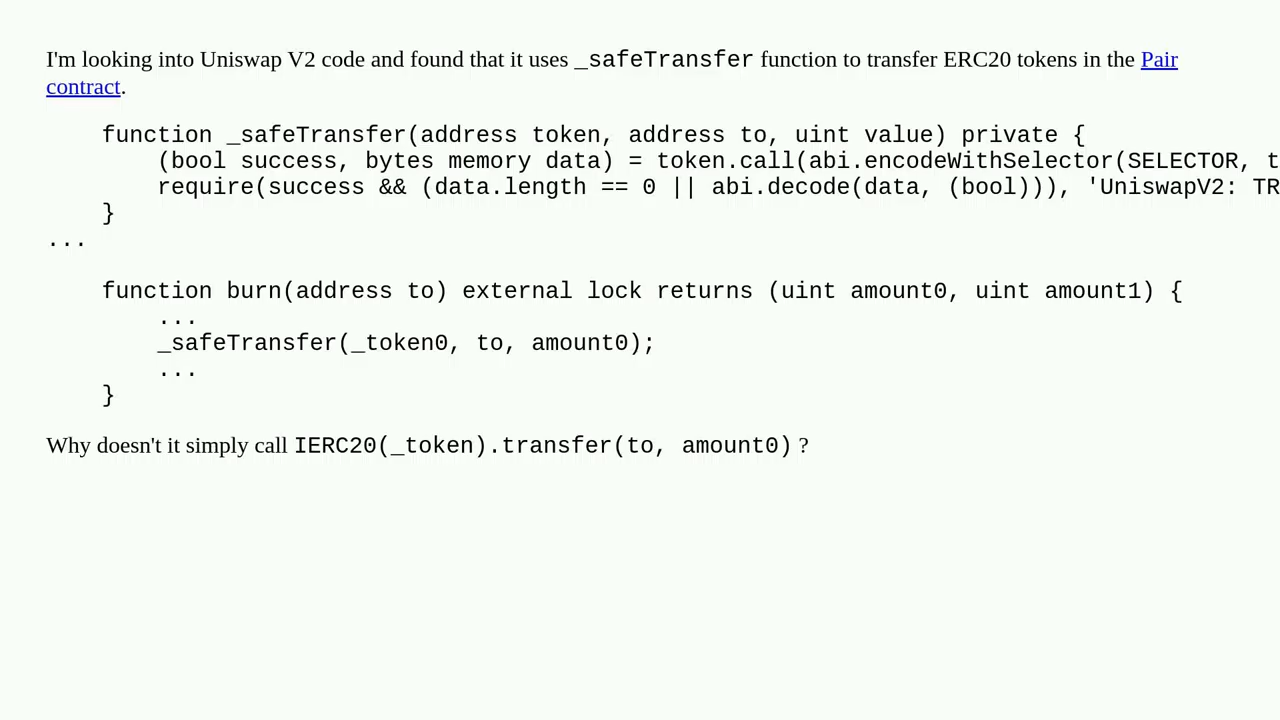 I'm looking into Uniswap V2 code and found that it uses _safeTransfer function to transfer ERC20 tokens in the Pair
contract.
function _safeTransfer(address token, address to, uint value) private {
(bool success, bytes memory data) = token.call(abi.encodeWithSelector(SELECTOR, t
require(success && (data.length == 0 || abi.decode(data, (bool))), 'UniswapV2: TR
}
...
function burn(address to) external lock returns (uint amount0, uint amount1) {
...
_safeTransfer(_token0, to, amount0);
...
}
Why doesn't it simply call IERC20(_token).transfer(to, amount0) ?